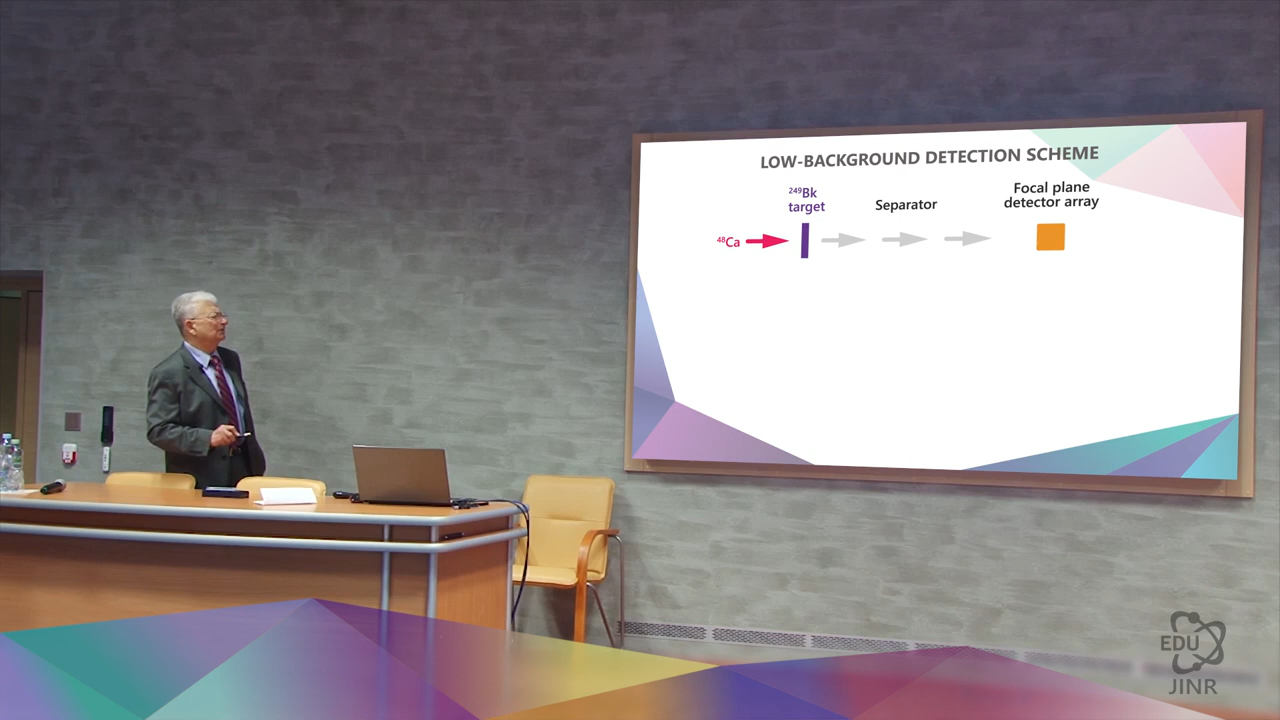 LOW-BACKGROUND DETECTION SCHEME
²⁴⁹Bk
target
Separator
Focal plane
detector array
⁴⁸Ca
EDU
JINR